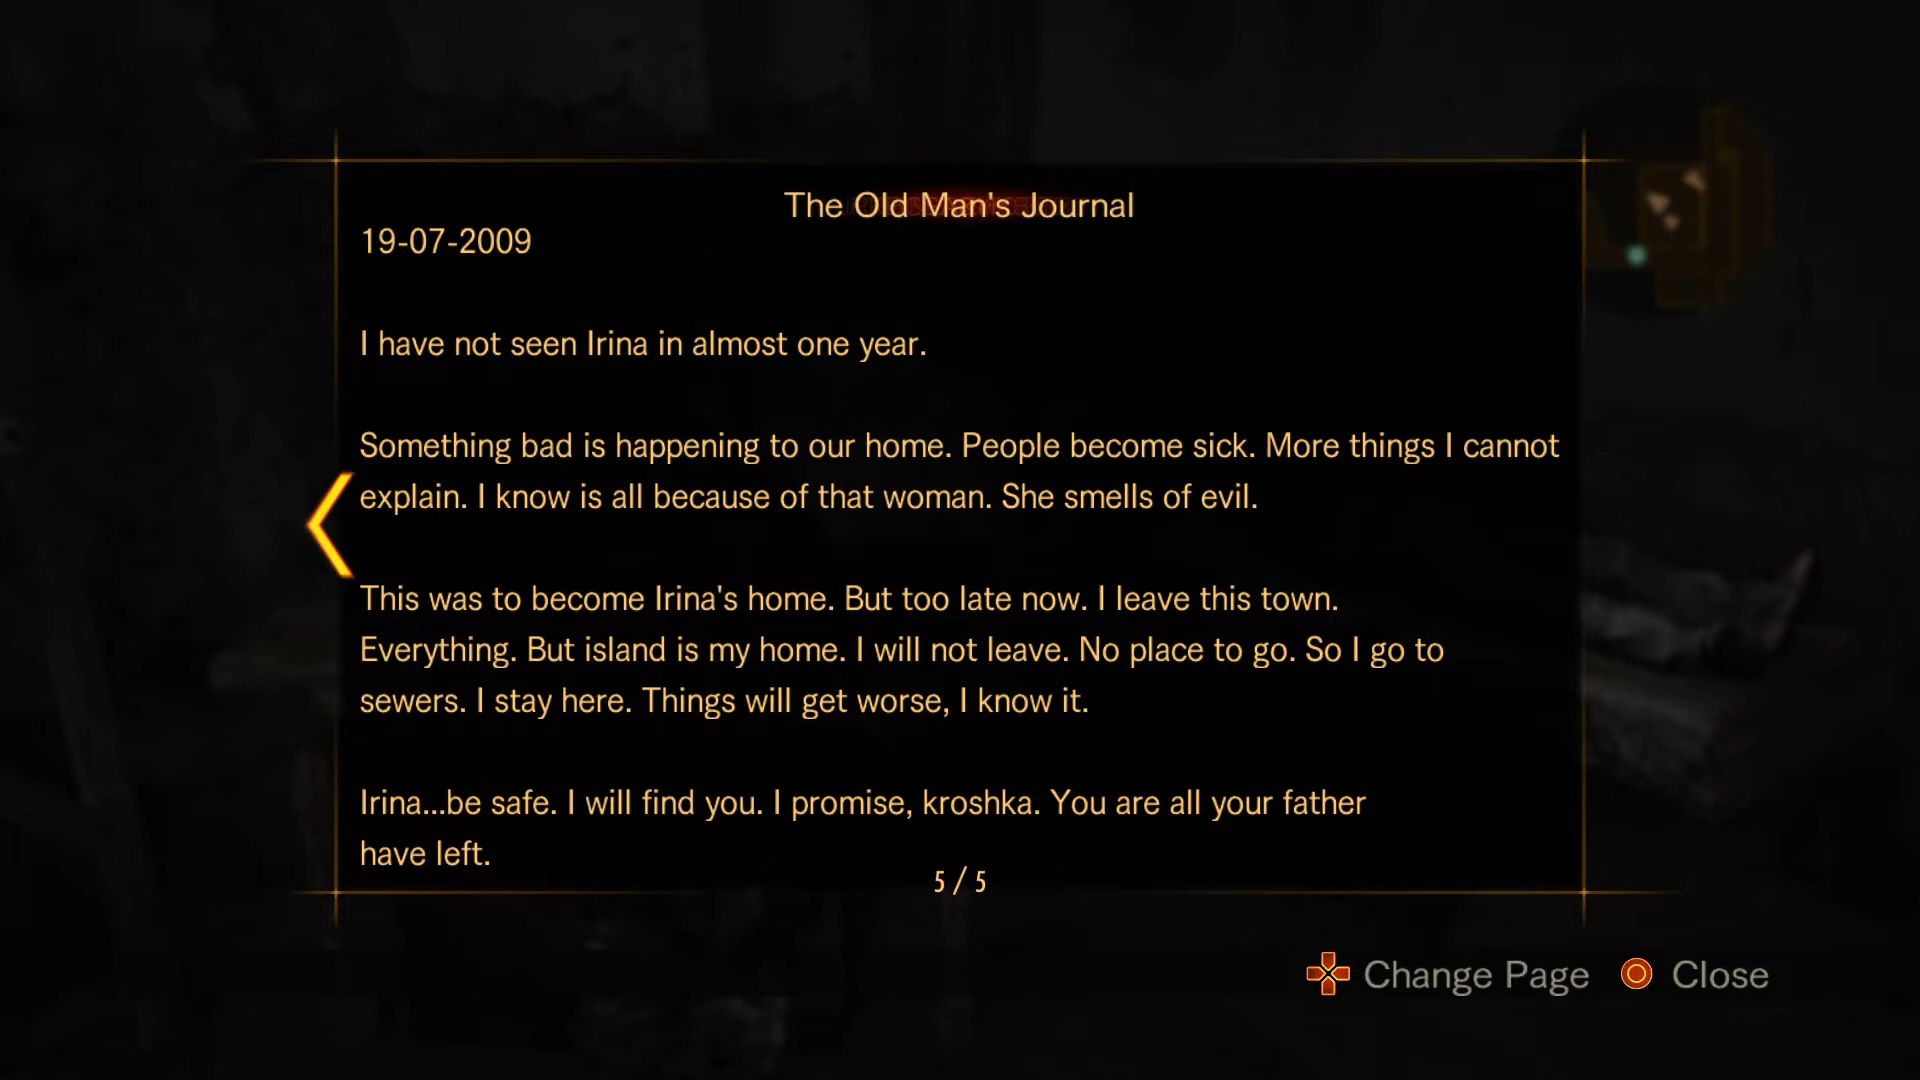 The Old Man's Journal
19-07-2009
I have not seen Irina in almost one year.
Something bad is happening to our home. People become sick. More things I cannot
explain. I know is all because of that woman. She smells of evil.
This was to become Irina's home. But too late now. I leave this town.
Everything. But island is my home. I will not leave. No place to go. So I go to
sewers. I stay here. Things will get worse, I know it.
Irina...be safe. I will find you. I promise, kroshka. You are all your father
have left.
5 / 5
Change Page
Close